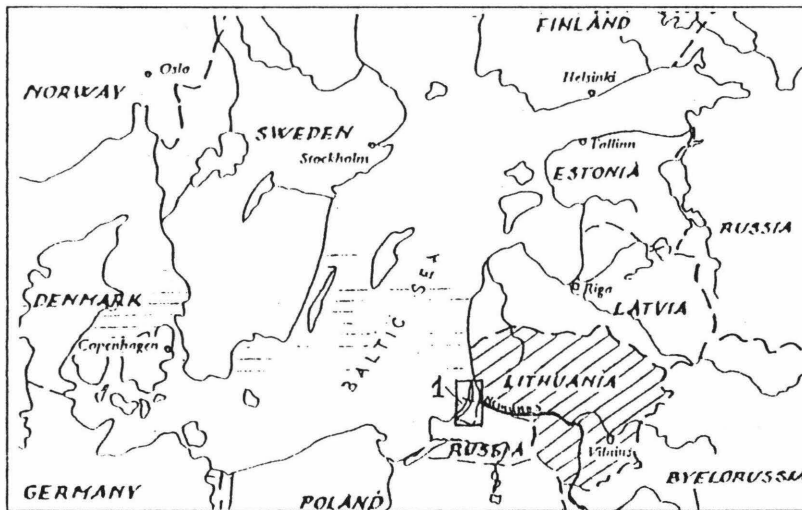 FINLAND
Oslo
Helsinki
NORWAY
SWEDEN
Stockholm
Tallinn
ESTONIA
RUSSIA
BALTIC SEA
Riga
DENMARK
LATVIA
Copenhagen
LITHUANIA
1
RUSSIA
Vilnius
BYELORUSSIA
GERMANY
POLAND